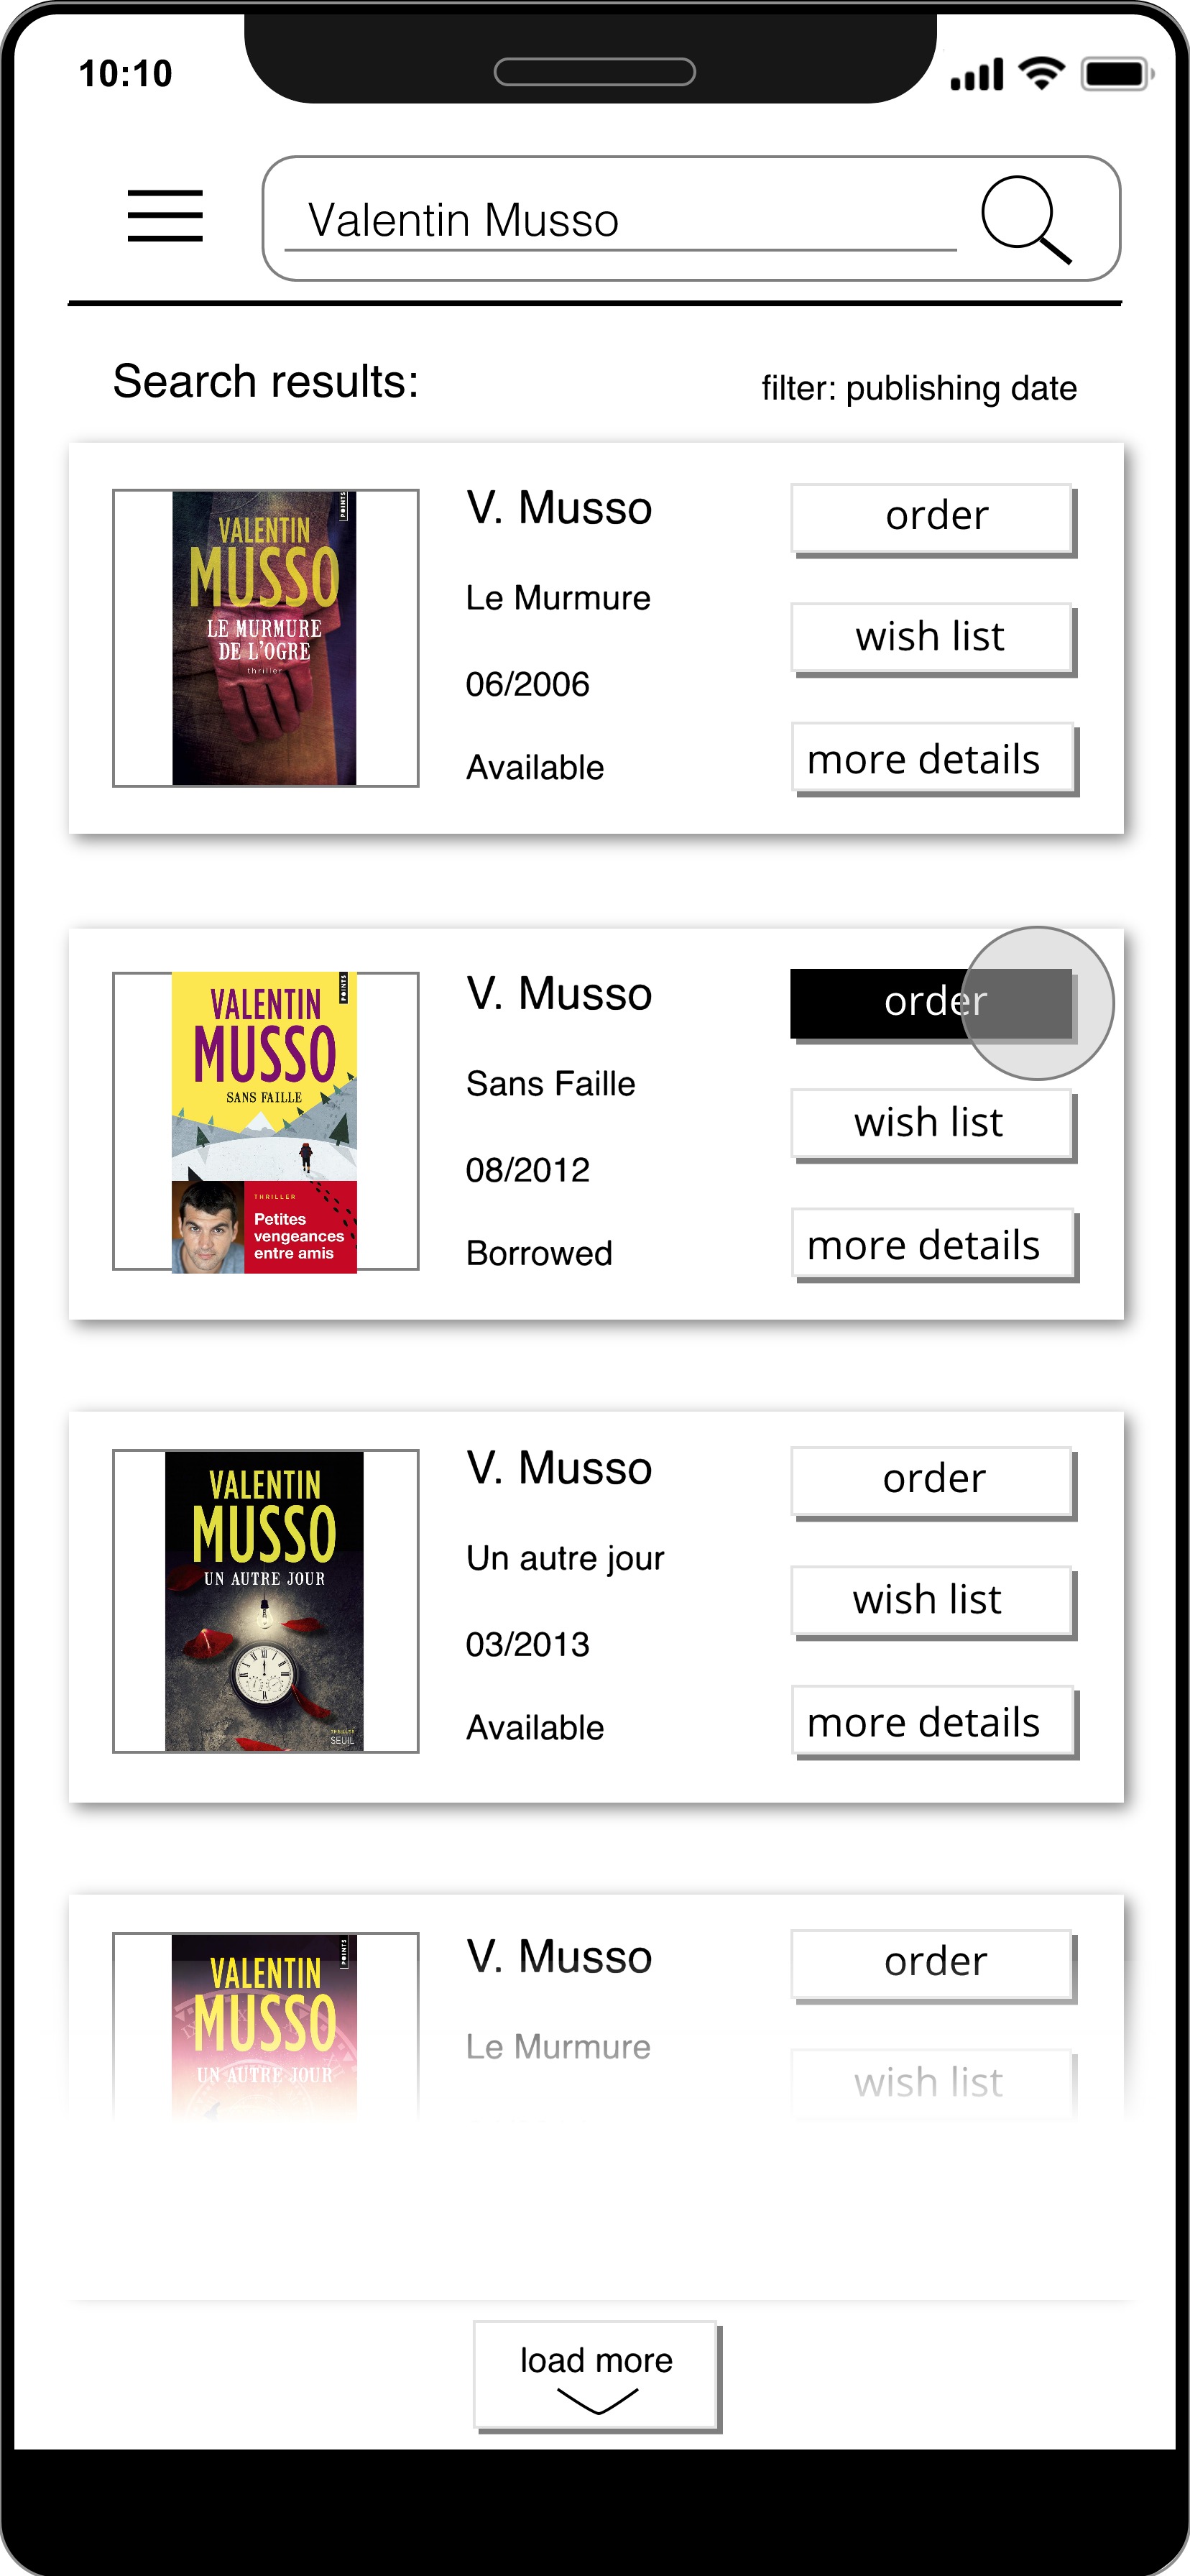 10:10
Valentin Musso
Search results:
filter: publishing date
POINTS
VALENTIN
MUSSO
LE MURMURE
DE L'OGRE
thriller
V. Musso
Le Murmure
06/2006
Available
order
wish list
more details
POINTS
VALENTIN
MUSSO
SANS FAILLE
THRILLER
Petites
vengeances
entre amis
V. Musso
Sans Faille
08/2012
Borrowed
order
wish list
more details
VALENTIN
MUSSO
UN AUTRE JOUR
THRILLER
SEUIL
V. Musso
Un autre jour
03/2013
Available
order
wish list
more details
POINTS
VALENTIN
MUSSO
UN AUTRE JOUR
V. Musso
Le Murmure
order
wish list
load more